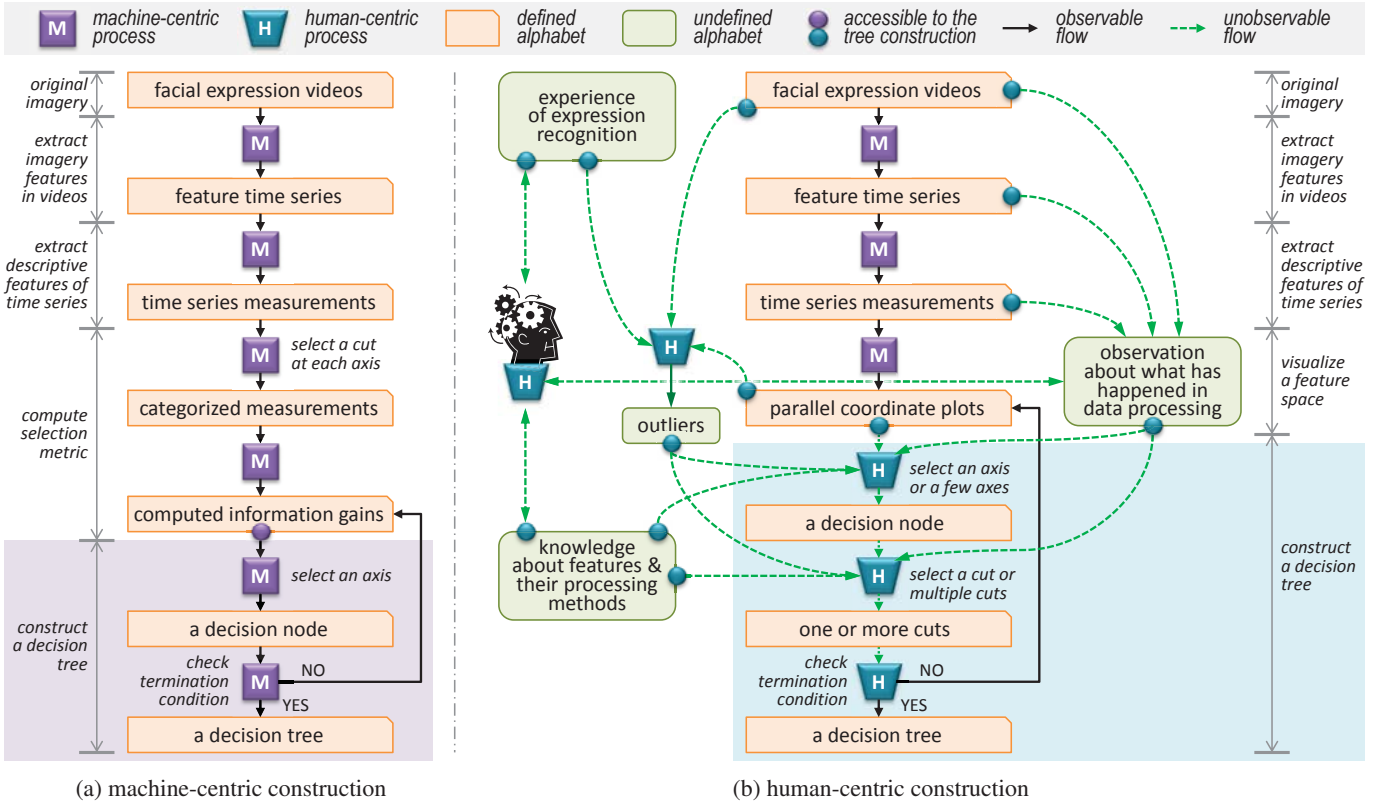 M
machine-centric
process
H
human-centric
process
defined
alphabet
undefined
alphabet
accessible to the
tree construction
observable
flow
unobservable
flow
original
imagery
extract
imagery
features
in videos
extract
descriptive
features of
time series
compute
selection
metric
construct
a decision
tree
facial expression videos
M
feature time series
M
time series measurements
M
select a cut
at each axis
categorized measurements
M
computed information gains
M
select an axis
a decision node
check
termination
condition
M
NO
YES
a decision tree
(a) machine-centric construction
experience
of expression
recognition
H
H
outliers
knowledge
about features &
their processing
methods
facial expression videos
M
feature time series
M
time series measurements
M
parallel coordinate plots
H
select an axis
or a few axes
a decision node
H
select a cut or
multiple cuts
one or more cuts
check
termination
condition
H
NO
YES
a decision tree
observation
about what has
happened in
data processing
original
imagery
extract
imagery
features
in videos
extract
descriptive
features of
time series
visualize
a feature
space
construct
a decision
tree
(b) human-centric construction